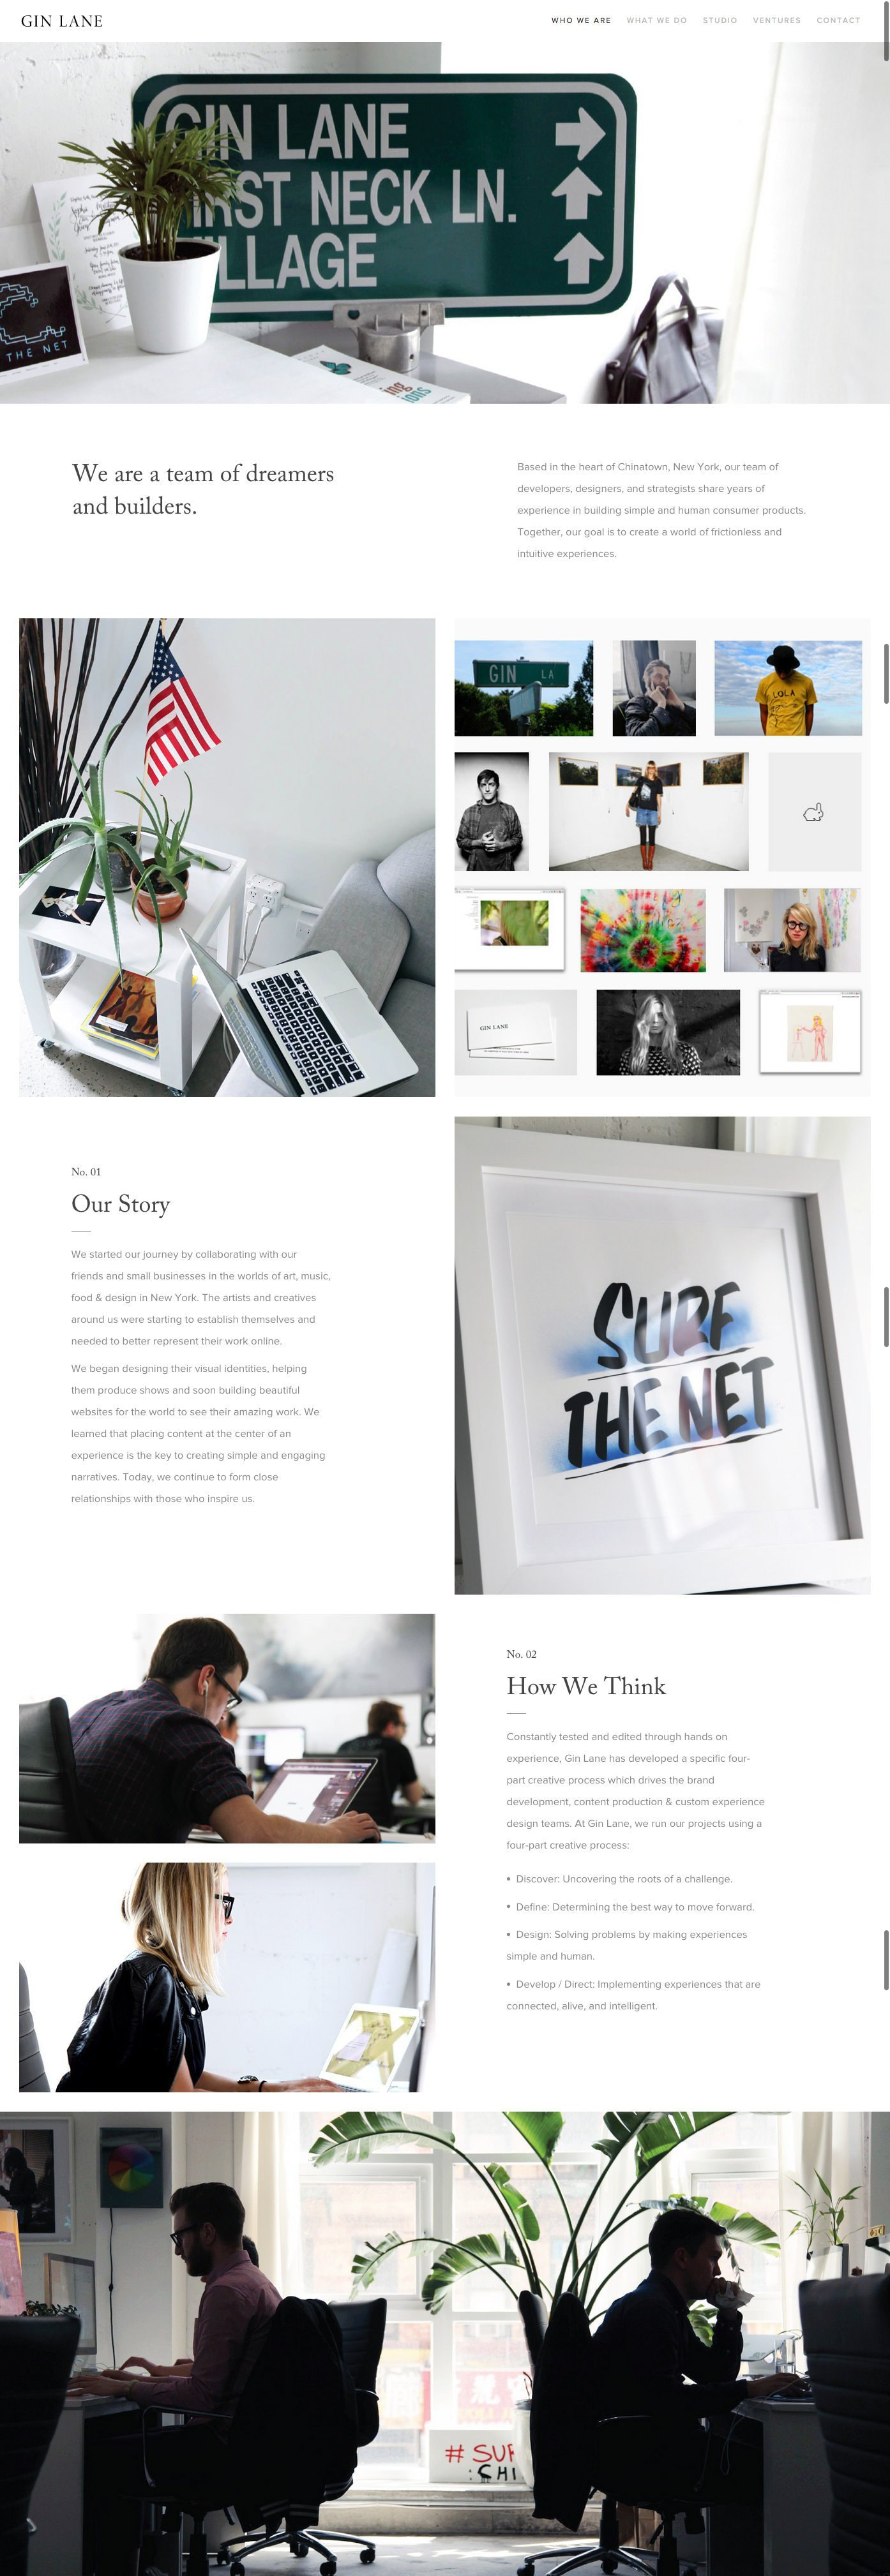 GIN LANE
WHO WE ARE WHAT WE DO STUDIO VENTURES CONTACT
GIN LANE
RST NECK LN.
LLAGE
THE NET
ing
ions
We are a team of dreamers
and builders.
Based in the heart of Chinatown, New York, our team of
developers, designers, and strategists share years of
experience in building simple and human consumer products.
Together, our goal is to create a world of frictionless and
intuitive experiences.
GIN LA
LOLA
GIN LANE
No. 01
Our Story
We started our journey by collaborating with our
friends and small businesses in the worlds of art, music,
food & design in New York. The artists and creatives
around us were starting to establish themselves and
needed to better represent their work online.
We began designing their visual identities, helping
them produce shows and soon building beautiful
websites for the world to see their amazing work. We
learned that placing content at the center of an
experience is the key to creating simple and engaging
narratives. Today, we continue to form close
relationships with those who inspire us.
SURF
THE NET
No. 02
How We Think
Constantly tested and edited through hands on
experience, Gin Lane has developed a specific four-
part creative process which drives the brand
development, content production & custom experience
design teams. At Gin Lane, we run our projects using a
four-part creative process:
• Discover: Uncovering the roots of a challenge.
• Define: Determining the best way to move forward.
• Design: Solving problems by making experiences
simple and human.
• Develop / Direct: Implementing experiences that are
connected, alive, and intelligent.
# SUF
CHI